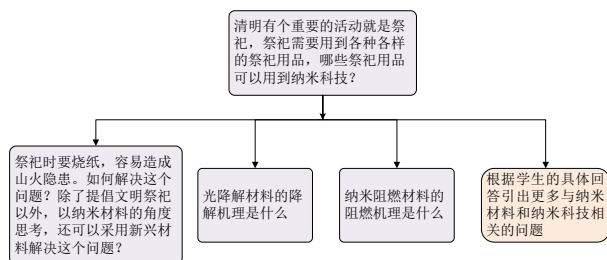 清明有个重要的活动就是祭
祀，祭祀需要用到各种各样
的祭祀用品，哪些祭祀用品
可以用到纳米科技？
祭祀时要烧纸，容易造成
山火隐患。如何解决这个
问题？除了提倡文明祭祀
以外，以纳米材料的角度
思考，还可以采用新兴材
料解决这个问题？
光降解材料的降
解机理是什么
纳米阻燃材料的
阻燃机理是什么
根据学生的具体回
答引出更多与纳米
材料和纳米科技相
关的问题